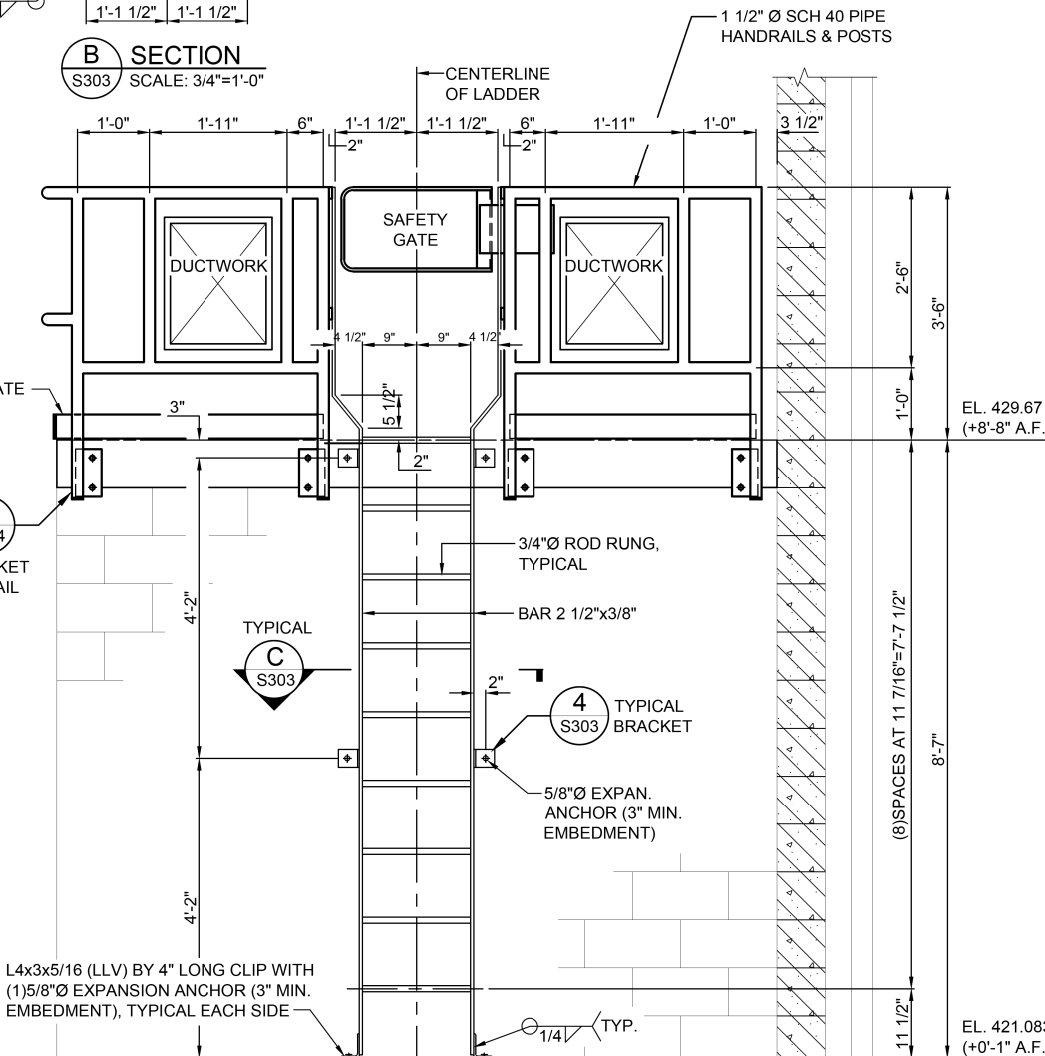 1'-1 1/2" 1'-1 1/2"
B SECTION
S303 SCALE: 3/4"=1'-0"
1 1/2" Ø SCH 40 PIPE
HANDRAILS & POSTS
CENTERLINE
OF LADDER
1'-0" 1'-11" 6" 1'-1 1/2" 1'-1 1/2" 6" 1'-11" 1'-0" 3 1/2"
2" 2"
SAFETY
GATE
DUCTWORK DUCTWORK
2'-6"
3'-6"
4 1/2" 9" 9" 4 1/2"
5 1/2"
1'-0"
ATE
3"
2"
EL. 429.67
(+8'-8" A.F.
4
KET
AIL
3/4"Ø ROD RUNG,
TYPICAL
BAR 2 1/2"x3/8"
4'-2"
TYPICAL
C
S303
2"
4
S303
TYPICAL
BRACKET
5/8"Ø EXPAN.
ANCHOR (3" MIN.
EMBEDMENT)
(8)SPACES AT 11 7/16"=7'-7 1/2"
8'-7"
4'-2"
L4x3x5/16 (LLV) BY 4" LONG CLIP WITH
(1)5/8"Ø EXPANSION ANCHOR (3" MIN.
EMBEDMENT), TYPICAL EACH SIDE
1/4 TYP.
11 1/2"
EL. 421.083
(+0'-1" A.F.